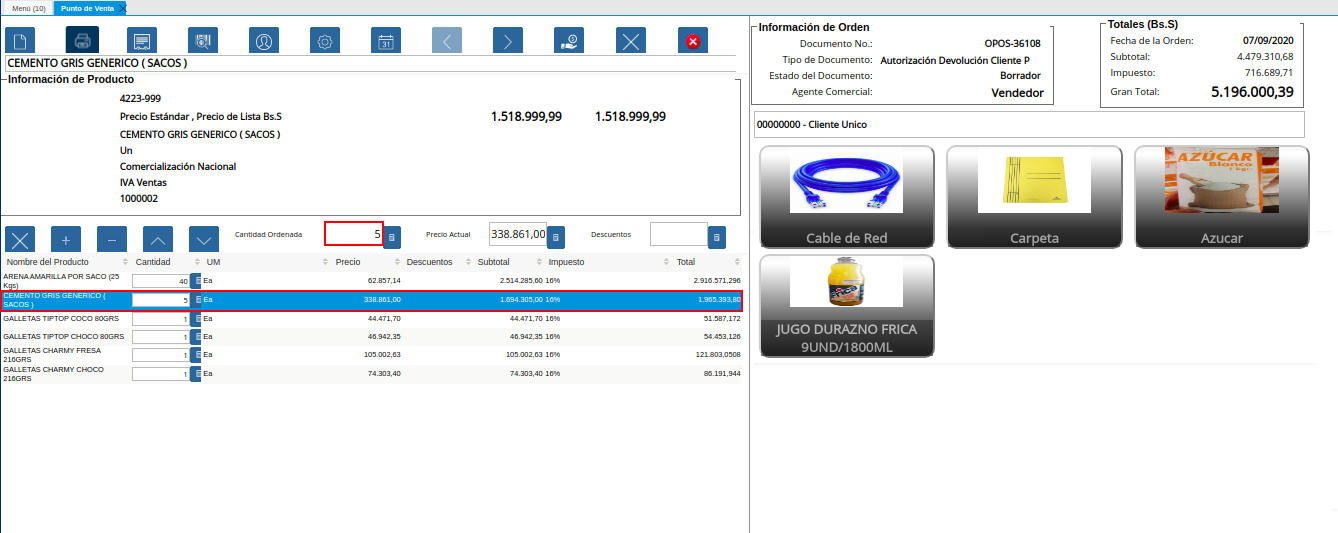 Menú (10)
Punto de Venta
CEMENTO GRIS GENERICO ( SACOS )
Información de Producto
4223-999
Precio Estándar , Precio de Lista Bs.S 1.518.999,99 1.518.999,99
CEMENTO GRIS GENERICO ( SACOS )
Un
Comercialización Nacional
IVA Ventas
1000002
Cantidad Ordenada 5 Precio Actual 338.861,00 Descuentos
Nombre del Producto Cantidad UM Precio Descuentos Subtotal Impuesto Total
ARENA AMARILLA POR SACO (25 Kgs) 40 Ea 62.857,14 2.514.285,60 16% 2.916.571,296
CEMENTO GRIS GENERICO ( SACOS ) 5 Ea 338.861,00 1.694.305,00 16% 1.965.393,80
GALLETAS TIPTOP COCO 80GRS 1 Ea 44.471,70 44.471,70 16% 51.587,172
GALLETAS TIPTOP CHOCO 80GRS 1 Ea 46.942,35 46.942,35 16% 54.453,126
GALLETAS CHARMY FRESA 216GRS 1 Ea 105.002,63 105.002,63 16% 121.803,0508
GALLETAS CHARMY CHOCO 216GRS 1 Ea 74.303,40 74.303,40 16% 86.191,944
Información de Orden
Documento No.: OPOS-36108
Tipo de Documento: Autorización Devolución Cliente P
Estado del Documento: Borrador
Agente Comercial: Vendedor
Totales (Bs.S)
Fecha de la Orden: 07/09/2020
Subtotal: 4.479.310,68
Impuesto: 716.689,71
Gran Total: 5.196.000,39
00000000 - Cliente Unico
Cable de Red
Carpeta
AZÚCAR
Blanco
Azucar
frica
JUGO DURAZNO FRICA
9UND/1800ML
31